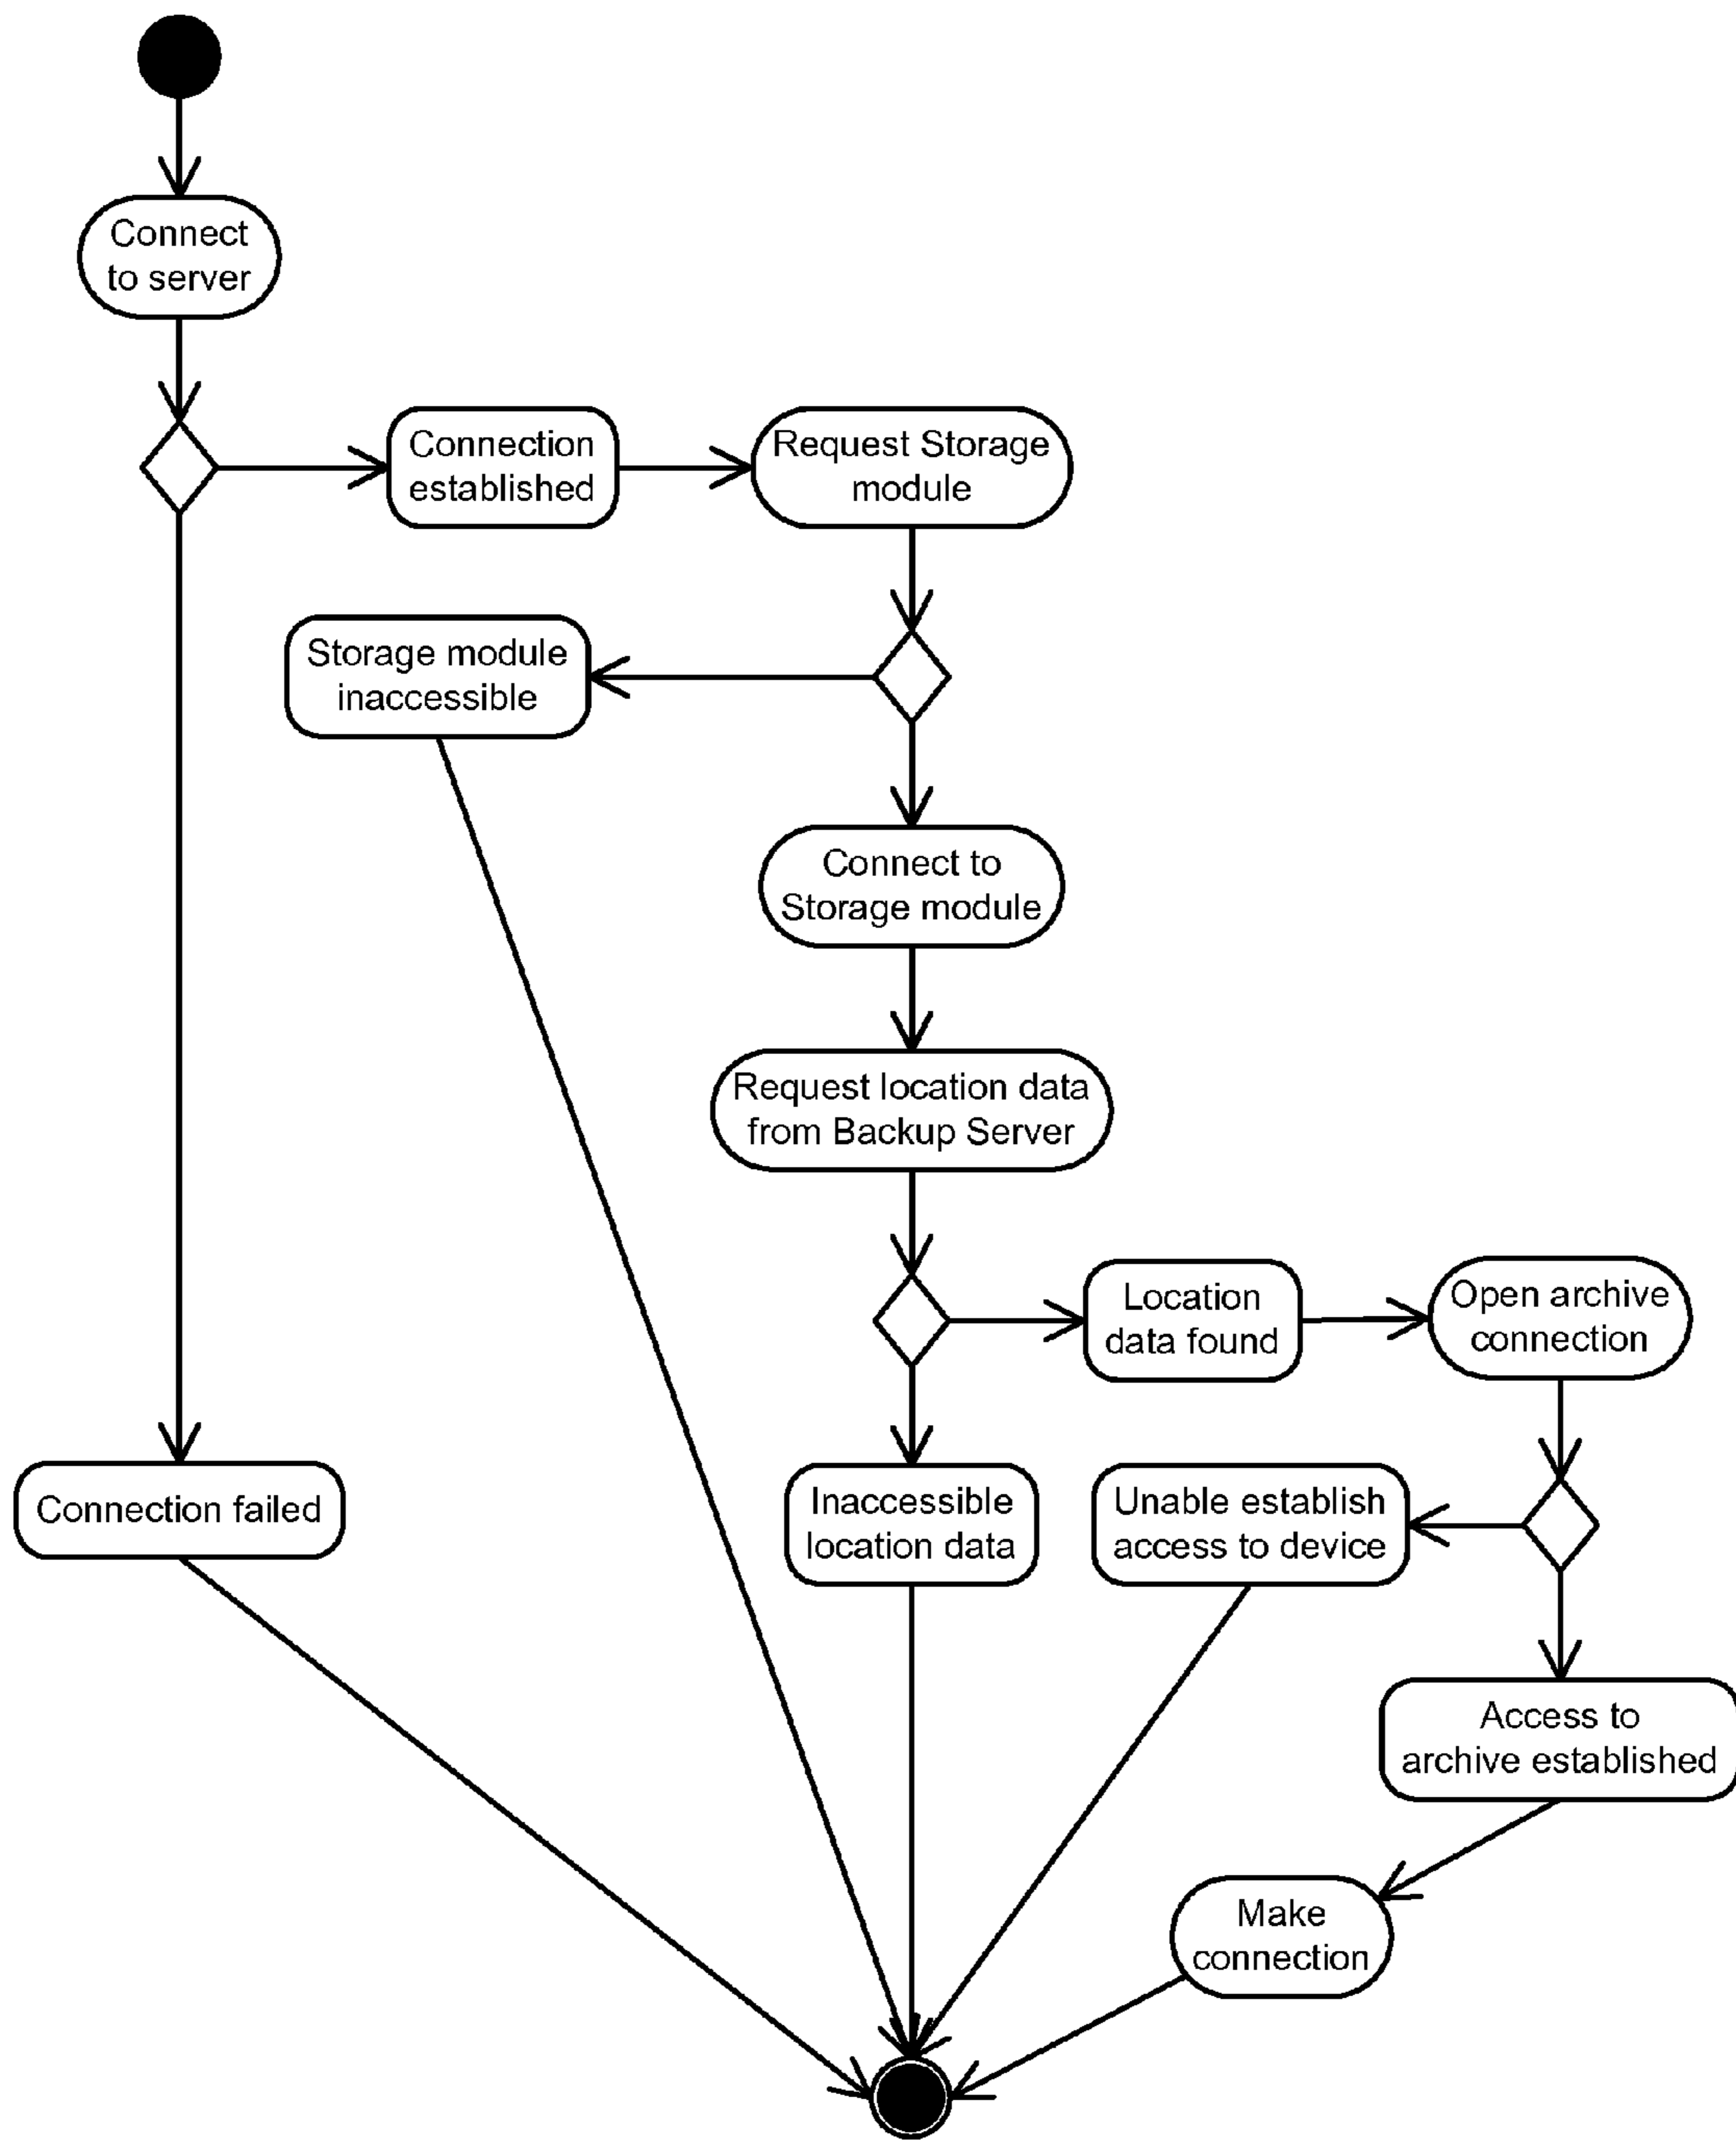 Connect
to server
Connection
established
Request Storage
module
Storage module
inaccessible
Connect to
Storage module
Request location data
from Backup Server
Location
data found
Open archive
connection
Connection failed
Inaccessible
location data
Unable establish
access to device
Access to
archive established
Make
connection